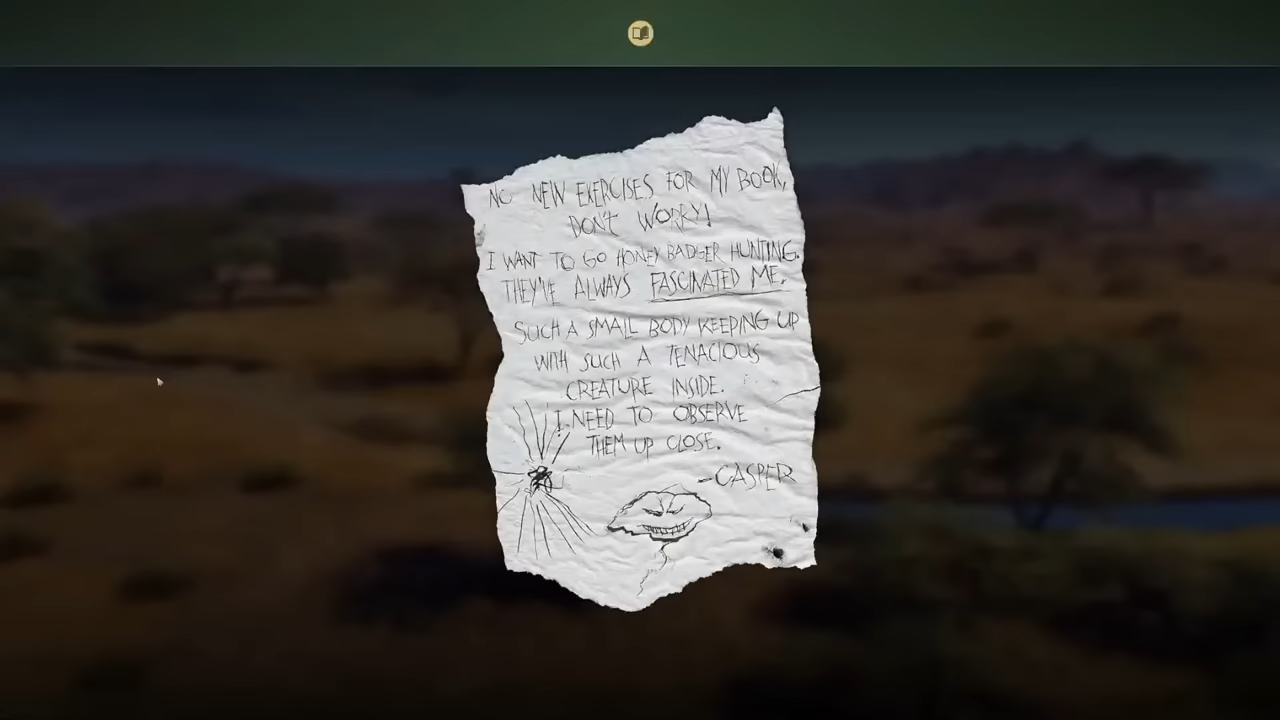 NO NEW EXERCISES FOR MY BOOK,
DON'T WORRY!
I WANT TO GO HONEY BADGER HUNTING.
THEY'VE ALWAYS FASCINATED ME.
SUCH A SMALL BODY KEEPING UP
WITH SUCH A TENACIOUS
CREATURE INSIDE.
I NEED TO OBSERVE
THEM UP CLOSE.
-CASPER